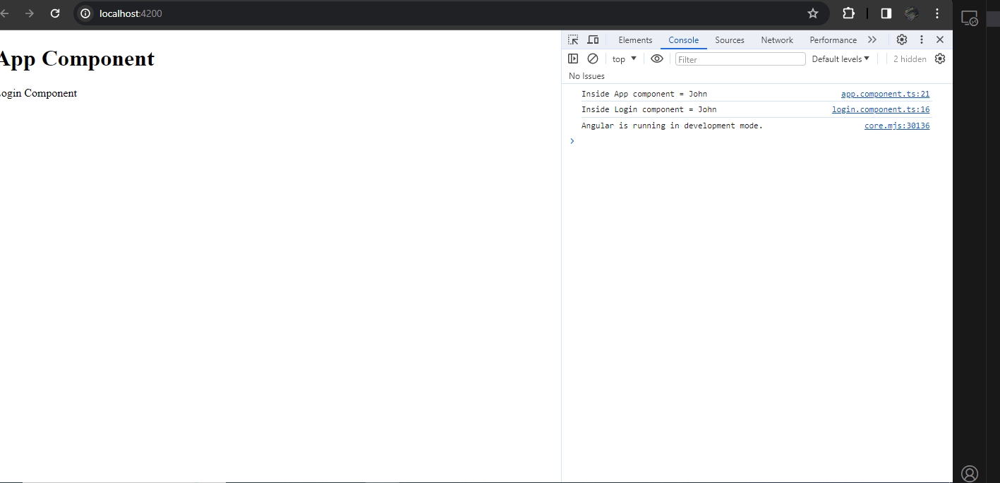 localhost:4200
Elements Console Sources Network Performance
top Filter Default levels 2 hidden
No Issues
App Component
Inside App component = John app.component.ts:21
ogin Component
Inside Login component = John login.component.ts:16
Angular is running in development mode. core.mjs:30136